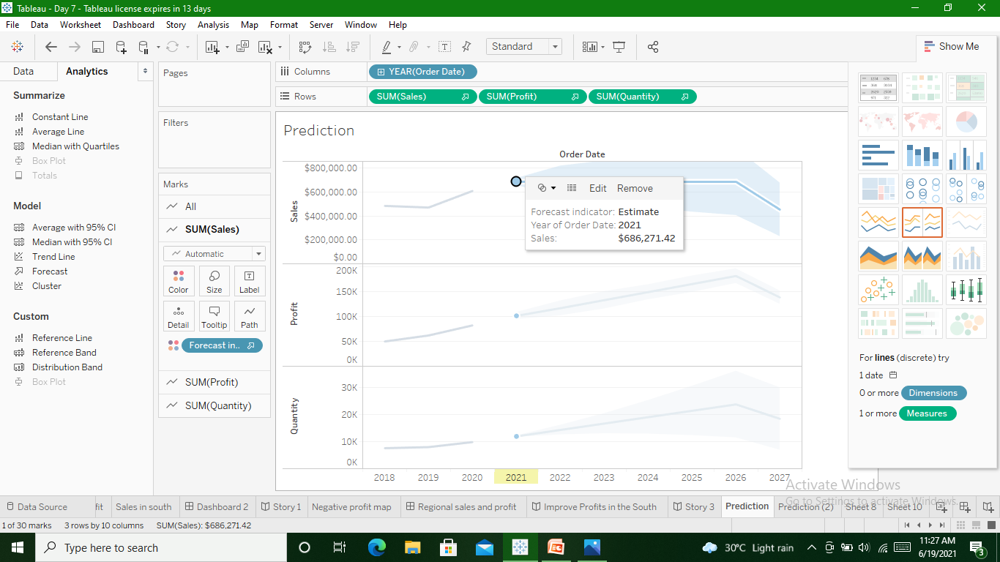 Tableau - Day 7 - Tableau license expires in 13 days
File Data Worksheet Dashboard Story Analysis Map Format Server Window Help
Standard
Show Me
Data Analytics
Summarize
Constant Line
Average Line
Median with Quartiles
Box Plot
Totals
Model
Average with 95% CI
Median with 95% CI
Trend Line
Forecast
Cluster
Custom
Reference Line
Reference Band
Distribution Band
Box Plot
Pages
Filters
Marks
All
SUM(Sales)
Automatic
Color Size Label
Detail Tooltip Path
Forecast in..
SUM(Profit)
SUM(Quantity)
Columns YEAR(Order Date)
Rows SUM(Sales) SUM(Profit) SUM(Quantity)
Prediction
Order Date
Sales
$800,000.00
$600,000.00
$400,000.00
$200,000.00
$0.00
Edit Remove
Forecast indicator: Estimate
Year of Order Date: 2021
Sales: $686,271.42
Profit
200K
150K
100K
50K
0K
Quantity
30K
20K
10K
0K
2018 2019 2020 2021 2022 2023 2024 2025 2026 2027
For lines (discrete) try
1 date
0 or more Dimensions
1 or more Measures
Activate Windows
Go to Settings to activate Windows.
Data Source fit Sales in south Dashboard 2 Story 1 Negative profit map Regional sales and profit Improve Profits in the South Story 3 Prediction Prediction (2) Sheet 8 Sheet 10
1 of 30 marks 3 rows by 10 columns SUM(Sales): $686,271.42
Type here to search
30°C Light rain
11:27 AM
6/19/2021
3